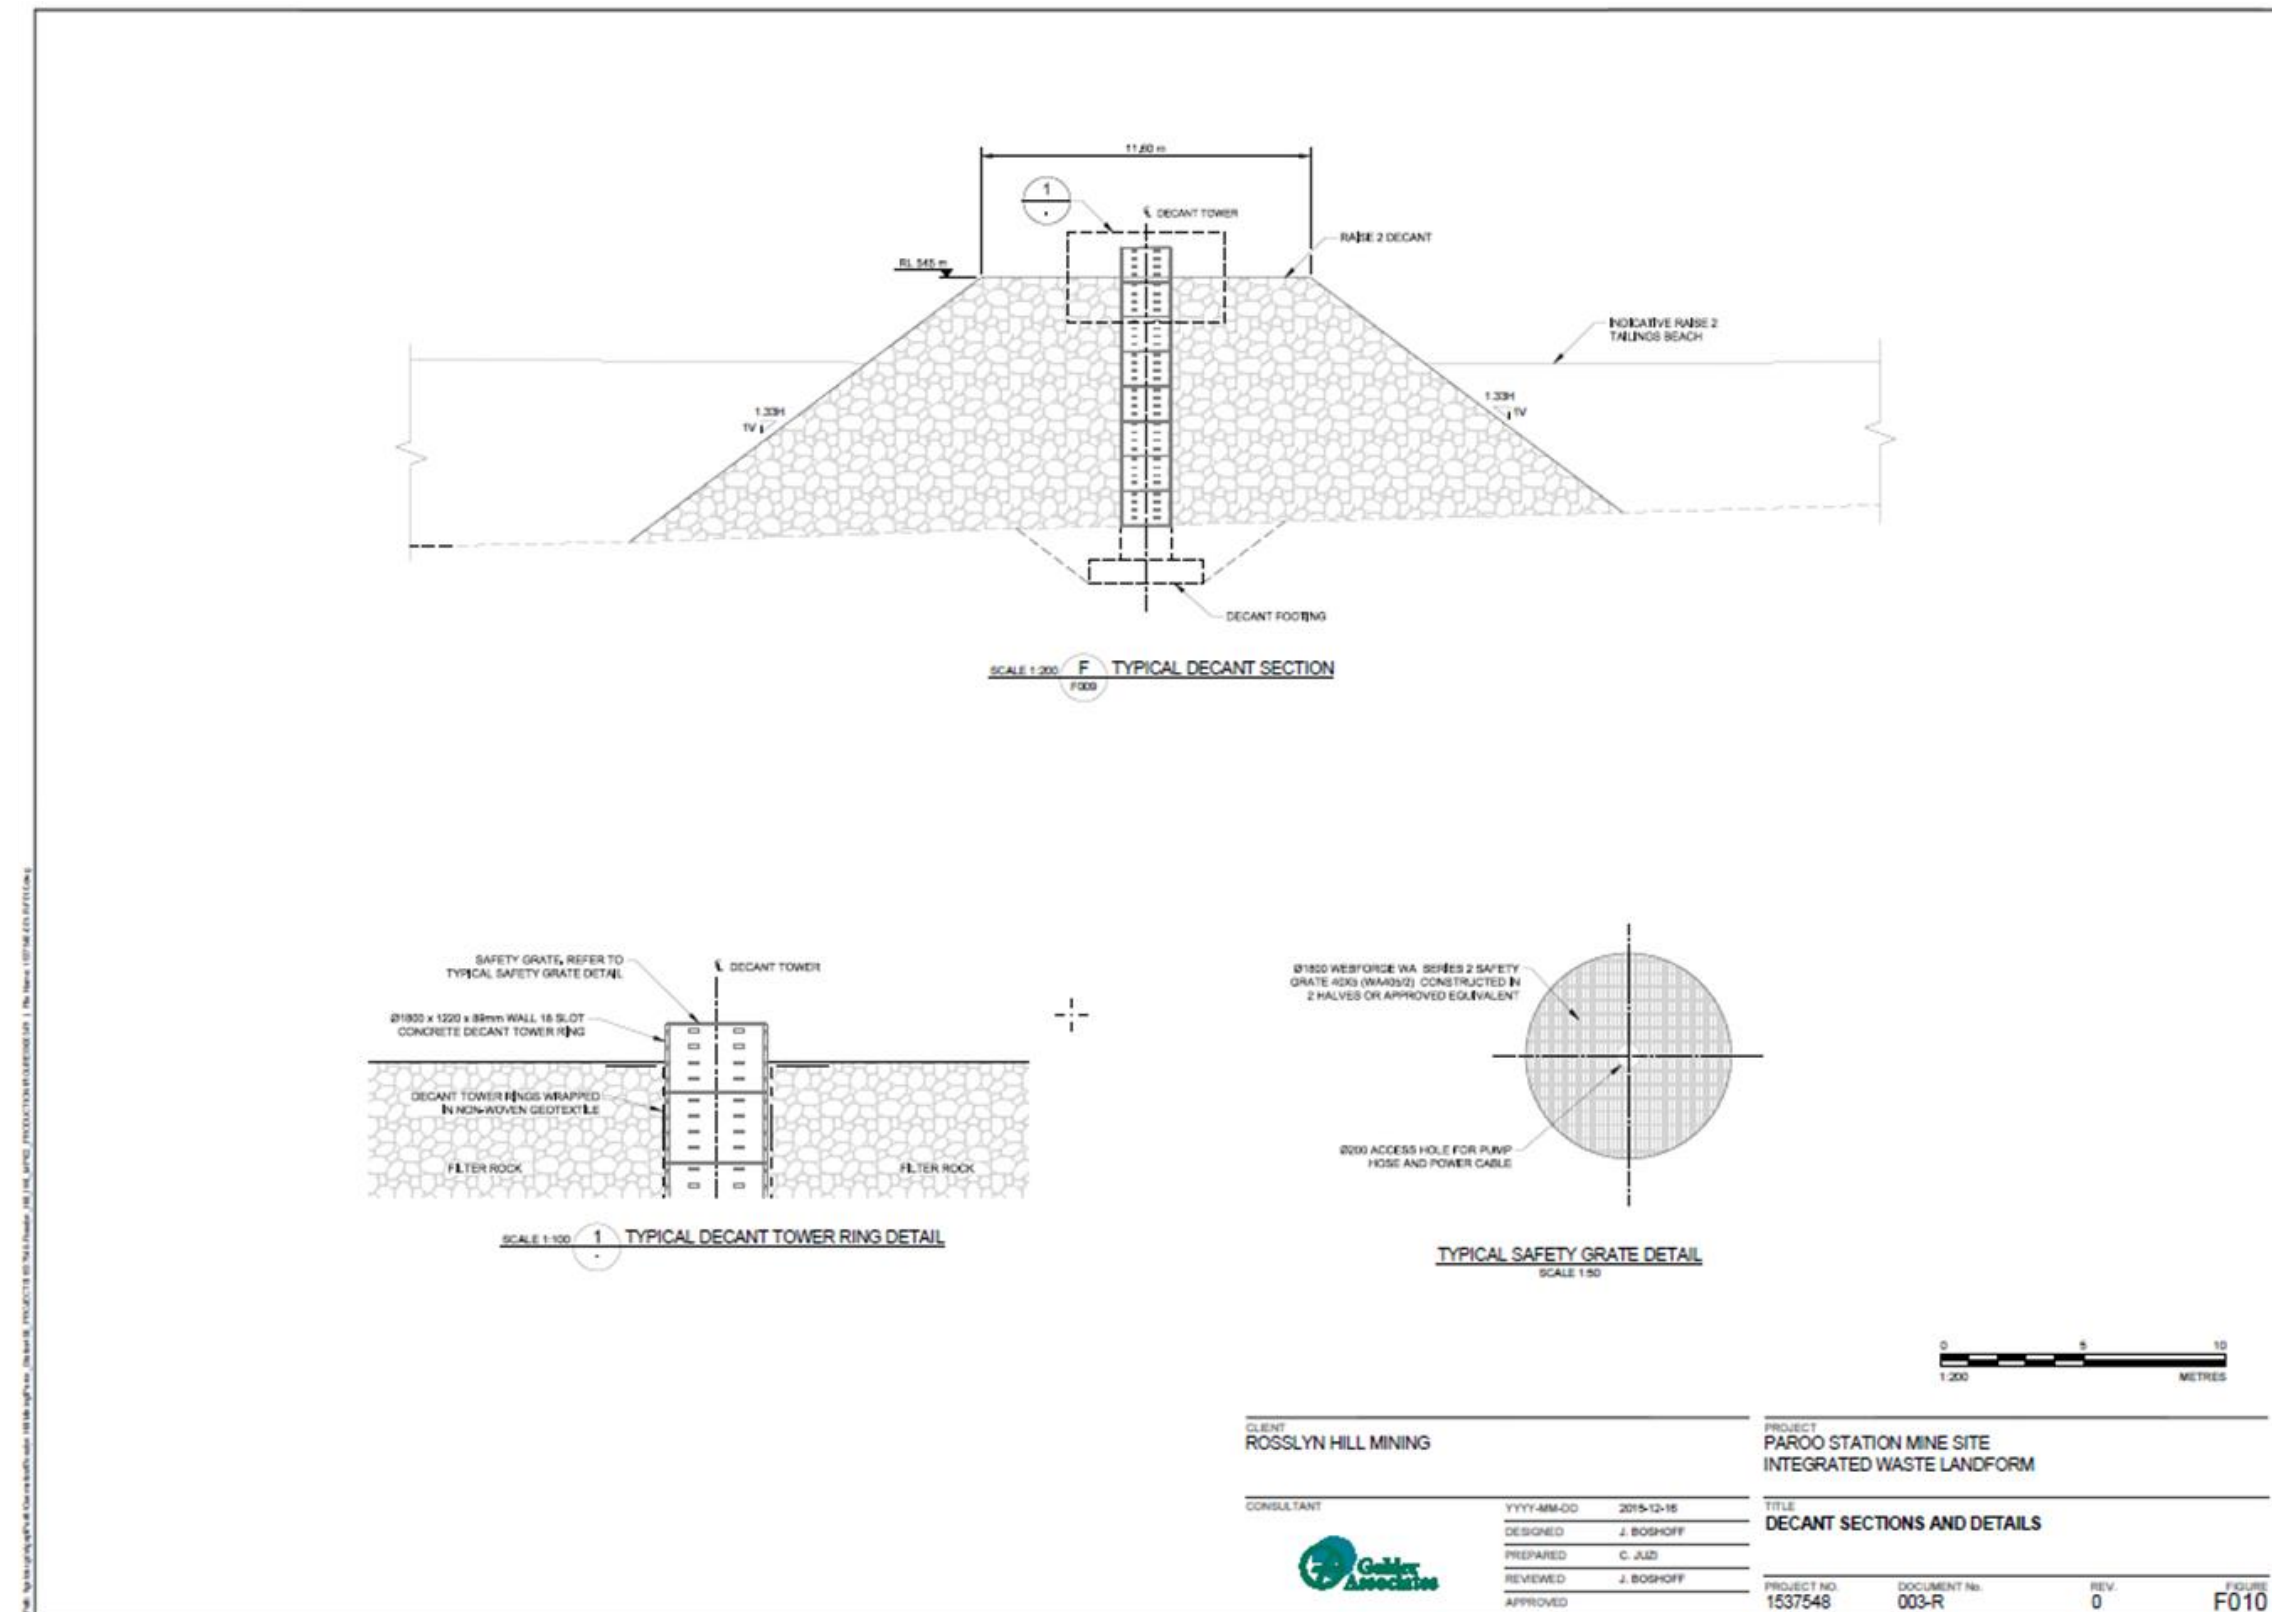 11.60 m
1
DECANT TOWER
RAISE 2 DECANT
RL 545 m
INDICATIVE RAISE 2
TAILINGS BEACH
1.33H
1V
1.33H
1V
DECANT FOOTING
SCALE 1:200 F TYPICAL DECANT SECTION
F009
SAFETY GRATE, REFER TO
TYPICAL SAFETY GRATE DETAIL
DECANT TOWER
Ø1800 x 1220 x 89mm WALL 18 SLOT
CONCRETE DECANT TOWER RING
DECANT TOWER RINGS WRAPPED
IN NON-WOVEN GEOTEXTILE
FILTER ROCK
FILTER ROCK
SCALE 1:100 1 TYPICAL DECANT TOWER RING DETAIL
Ø1800 WEBFORGE WA SERIES 2 SAFETY
GRATE 40X5 (WA405/2) CONSTRUCTED IN
2 HALVES OR APPROVED EQUIVALENT
Ø200 ACCESS HOLE FOR PUMP
HOSE AND POWER CABLE
TYPICAL SAFETY GRATE DETAIL
SCALE 1:50
0 5 10
1:200 METRES
CLIENT
ROSSLYN HILL MINING
PROJECT
PAROO STATION MINE SITE
INTEGRATED WASTE LANDFORM
CONSULTANT
Golder
Associates
YYYY-MM-DD 2015-12-16
DESIGNED J. BOSHOFF
PREPARED C. JUZI
REVIEWED J. BOSHOFF
APPROVED
TITLE
DECANT SECTIONS AND DETAILS
PROJECT NO. DOCUMENT No. REV. FIGURE
1537548 003-R 0 F010